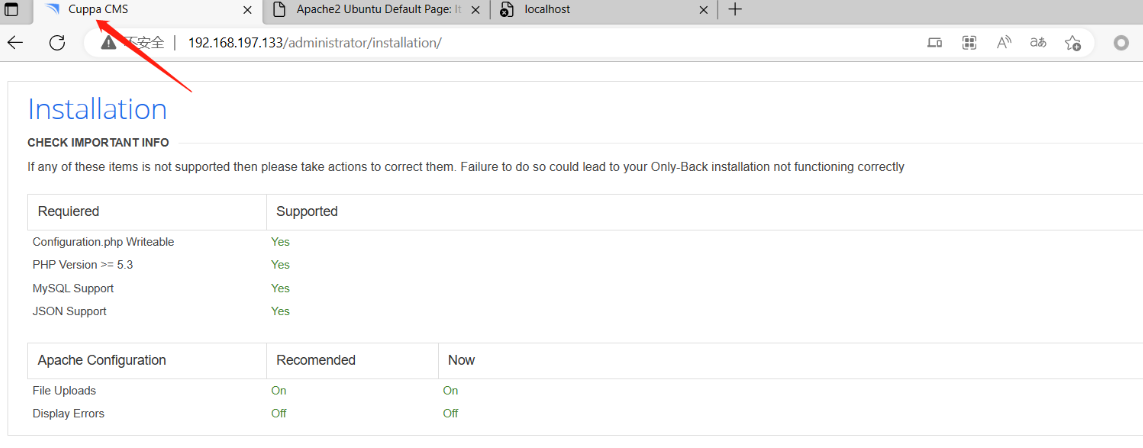 Cuppa CMS
Apache2 Ubuntu Default Page: It
localhost
不安全 192.168.197.133/administrator/installation/
Installation
CHECK IMPORTANT INFO
If any of these items is not supported then please take actions to correct them. Failure to do so could lead to your Only-Back installation not functioning correctly
Requiered Supported
Configuration.php Writeable Yes
PHP Version >= 5.3 Yes
MySQL Support Yes
JSON Support Yes
Apache Configuration Recomended Now
File Uploads On On
Display Errors Off Off